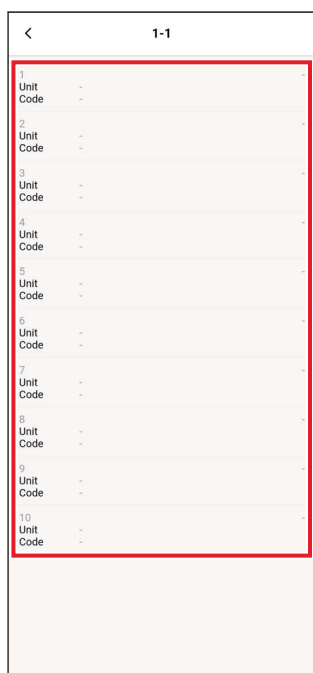 1-1
1 -
Unit -
Code -
2 -
Unit -
Code -
3 -
Unit -
Code -
4 -
Unit -
Code -
5 -
Unit -
Code -
6 -
Unit -
Code -
7 -
Unit -
Code -
8 -
Unit -
Code -
9 -
Unit -
Code -
10 -
Unit -
Code -